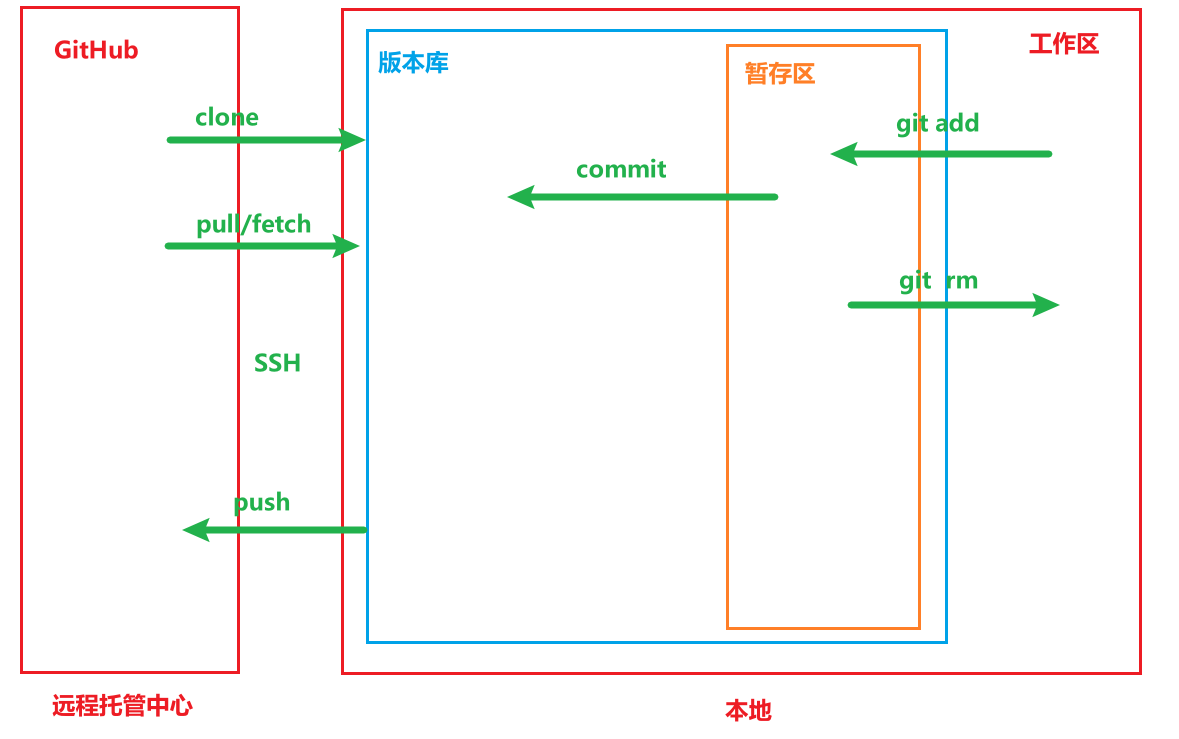 GitHub
工作区
版本库
暂存区
clone
git add
commit
pull/fetch
git rm
SSH
push
远程托管中心
本地